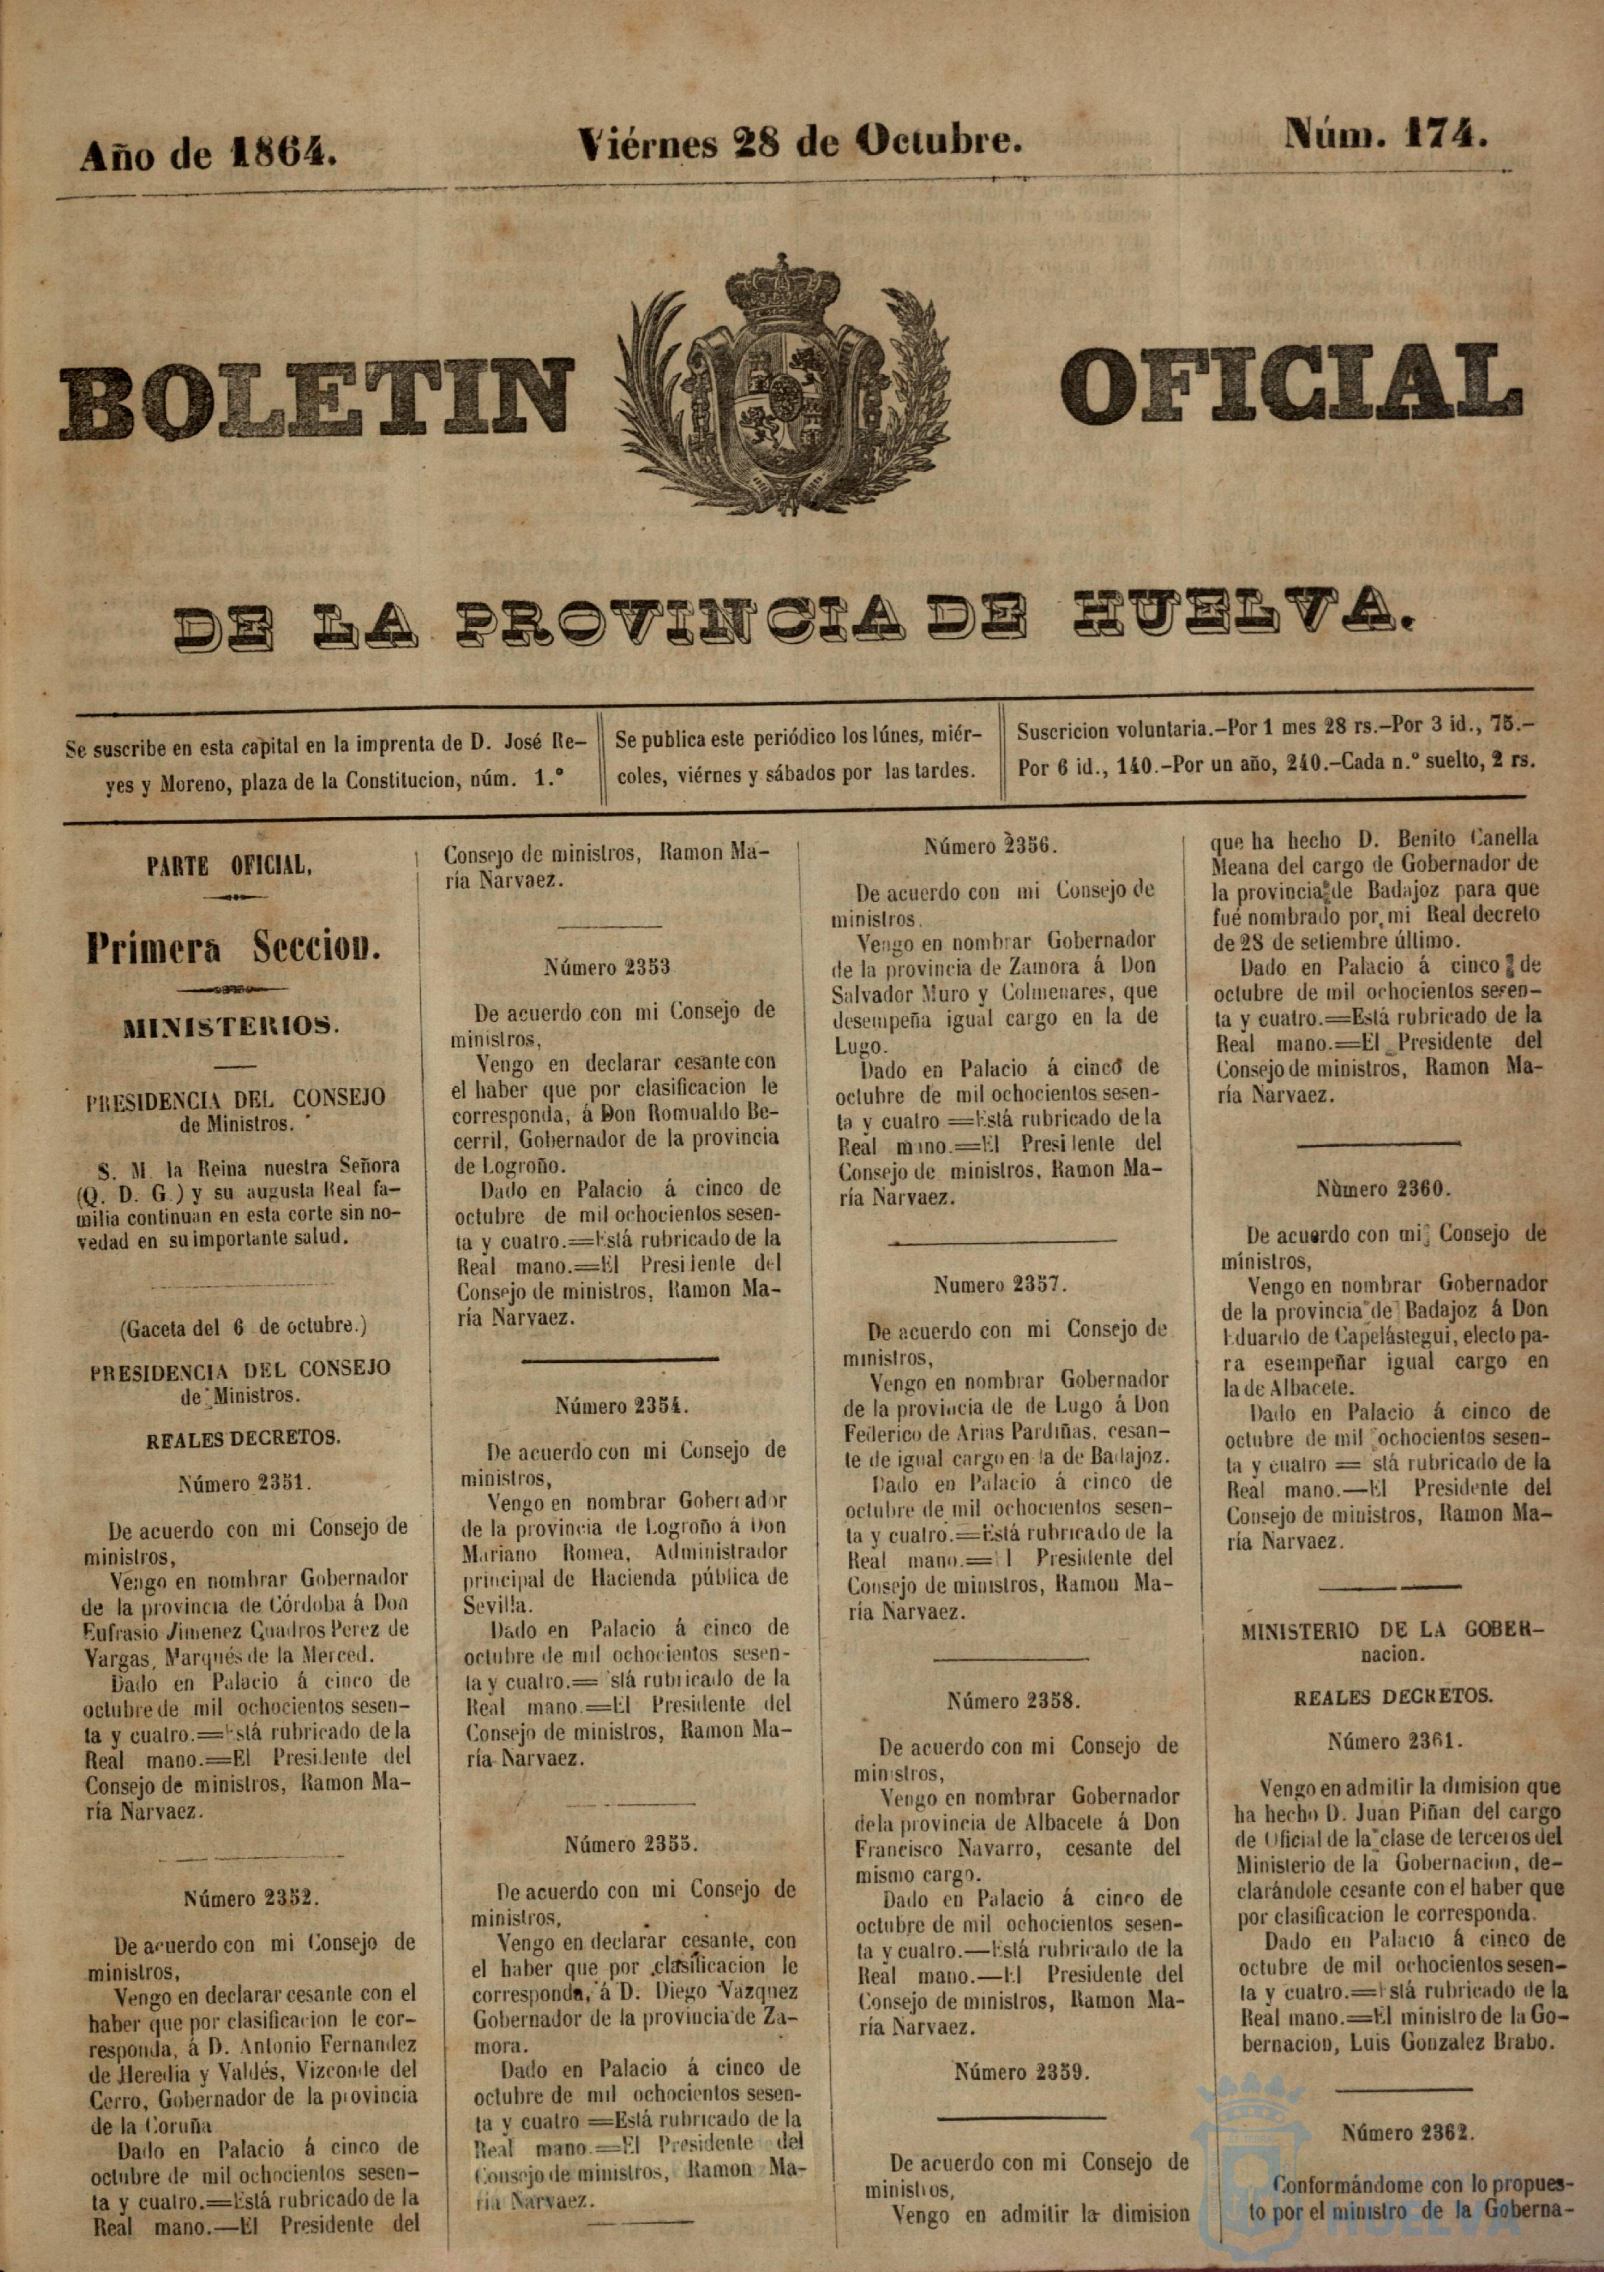 Año de 1864.
Viérnes 28 de Octubre.
Núm. 174.
BOLETIN OFICIAL
DE LA PROVINCIA DE HUELVA.
Se suscribe en esta capital en la imprenta de D. José Re-
yes y Moreno, plaza de la Constitucion, núm. 1.º
Se publica este periódico los lúnes, miér-
coles, viérnes y sábados por las tardes.
Suscricion voluntaria.–Por 1 mes 28 rs.–Por 3 id., 75.–
Por 6 id., 140.–Por un año, 240.–Cada n.º suelto, 2 rs.
PARTE OFICIAL,
Primera Seccion.
MINISTERIOS.
PRESIDENCIA DEL CONSEJO
de Ministros.
S. M. la Reina nuestra Señora
(Q. D. G.) y su augusta Real fa-
milia continuan en esta corte sin no-
vedad en su importante salud.
(Gaceta del 6 de octubre.)
PRESIDENCIA DEL CONSEJO
de Ministros.
REALES DECRETOS.
Número 2351.
De acuerdo con mi Consejo de
ministros,
Vengo en nombrar Gobernador
de la provincia de Córdoba á Don
Eufrasio Jimenez Cuadros Perez de
Vargas, Marqués de la Merced.
Dado en Palacio á cinco de
octubre de mil ochocientos sesen-
ta y cuatro.=Está rubricado de la
Real mano.=El Presidente del
Consejo de ministros, Ramon Ma-
ría Narvaez.
Número 2352.
De acuerdo con mi Consejo de
ministros,
Vengo en declarar cesante con el
haber que por clasificacion le cor-
responda, á D. Antonio Fernandez
de Heredia y Valdés, Vizconde del
Cerro, Gobernador de la provincia
de la Coruña
Dado en Palacio á cinco de
octubre de mil ochocientos sesen-
ta y cuatro.=Está rubricado de la
Real mano.—El Presidente del
Consejo de ministros, Ramon Ma-
ría Narvaez.
Número 2353
De acuerdo con mi Consejo de
ministros,
Vengo en declarar cesante con
el haber que por clasificacion le
corresponda, á Don Romualdo Be-
cerril, Gobernador de la provincia
de Logroño.
Dado en Palacio á cinco de
octubre de mil ochocientos sesen-
ta y cuatro.=Está rubricado de la
Real mano.=El Presidente del
Consejo de ministros, Ramon Ma-
ría Narvaez.
Número 2354.
De acuerdo con mi Consejo de
ministros,
Vengo en nombrar Gobernador
de la provincia de Logroño á Don
Mariano Romea, Administrador
principal de Hacienda pública de
Sevilla.
Dado en Palacio á cinco de
octubre de mil ochocientos sesen-
ta y cuatro.= stá rubricado de la
Real mano.=El Presidente del
Consejo de ministros, Ramon Ma-
ría Narvaez.
Número 2355.
De acuerdo con mi Consejo de
ministros,
Vengo en declarar cesante, con
el haber que por clasificacion le
corresponda, á D. Diego Vazquez
Gobernador de la provincia de Za-
mora.
Dado en Palacio á cinco de
octubre de mil ochocientos sesen-
ta y cuatro =Está rubricado de la
Real mano.=El Presidente del
Consejo de ministros, Ramon Ma-
ría Narvaez.
Número 2356.
De acuerdo con mi Consejo de
ministros.
Vengo en nombrar Gobernador
de la provincia de Zamora á Don
Salvador Muro y Colmenares, que
desempeña igual cargo en la de
Lugo.
Dado en Palacio á cinco de
octubre de mil ochocientos sesen-
ta y cuatro =Está rubricado de la
Real mano.=El Presidente del
Consejo de ministros, Ramon Ma-
ría Narvaez.
Numero 2357.
De acuerdo con mi Consejo de
ministros,
Vengo en nombrar Gobernador
de la provincia de de Lugo á Don
Federico de Arias Pardiñas, cesan-
te de igual cargo en la de Badajoz.
Dado en Palacio á cinco de
octubre de mil ochocientos sesen-
ta y cuatro.=Está rubricado de la
Real mano.=El Presidente del
Consejo de ministros, Ramon Ma-
ría Narvaez.
Número 2358.
De acuerdo con mi Consejo de
ministros,
Vengo en nombrar Gobernador
de la provincia de Albacete á Don
Francisco Navarro, cesante del
mismo cargo.
Dado en Palacio á cinco de
octubre de mil ochocientos sesen-
ta y cuatro.—Está rubricado de la
Real mano.—El Presidente del
Consejo de ministros, Ramon Ma-
ría Narvaez.
Número 2359.
De acuerdo con mi Consejo de
ministros,
Vengo en admitir la dimision
que ha hecho D. Benito Canella
Meana del cargo de Gobernador de
la provincia de Badajoz para que
fué nombrado por mi Real decreto
de 28 de setiembre último.
Dado en Palacio á cinco de
octubre de mil ochocientos sesen-
ta y cuatro.=Está rubricado de la
Real mano.=El Presidente del
Consejo de ministros, Ramon Ma-
ría Narvaez.
Nùmero 2360.
De acuerdo con mi Consejo de
ministros,
Vengo en nombrar Gobernador
de la provincia de Badajoz á Don
Eduardo de Capelástegui, electo pa-
ra esempeñar igual cargo en
la de Albacete.
Dado en Palacio á cinco de
octubre de mil ochocientos sesen-
ta y cuatro = stá rubricado de la
Real mano.—El Presidente del
Consejo de ministros, Ramon Ma-
ría Narvaez.
MINISTERIO DE LA GOBER-
nacion.
REALES DECRETOS.
Número 2361.
Vengo en admitir la dimision que
ha hecho D. Juan Piñan del cargo
de Oficial de la clase de terceros del
Ministerio de la Gobernacion, de-
clarándole cesante con el haber que
por clasificacion le corresponda.
Dado en Palacio á cinco de
octubre de mil ochocientos sesen-
ta y cuatro.=Está rubricado de la
Real mano.=El ministro de la Go-
bernacion, Luis Gonzalez Brabo.
Número 2362.
Conformándome con lo propues-
to por el ministro de la Goberna-
HUELVA